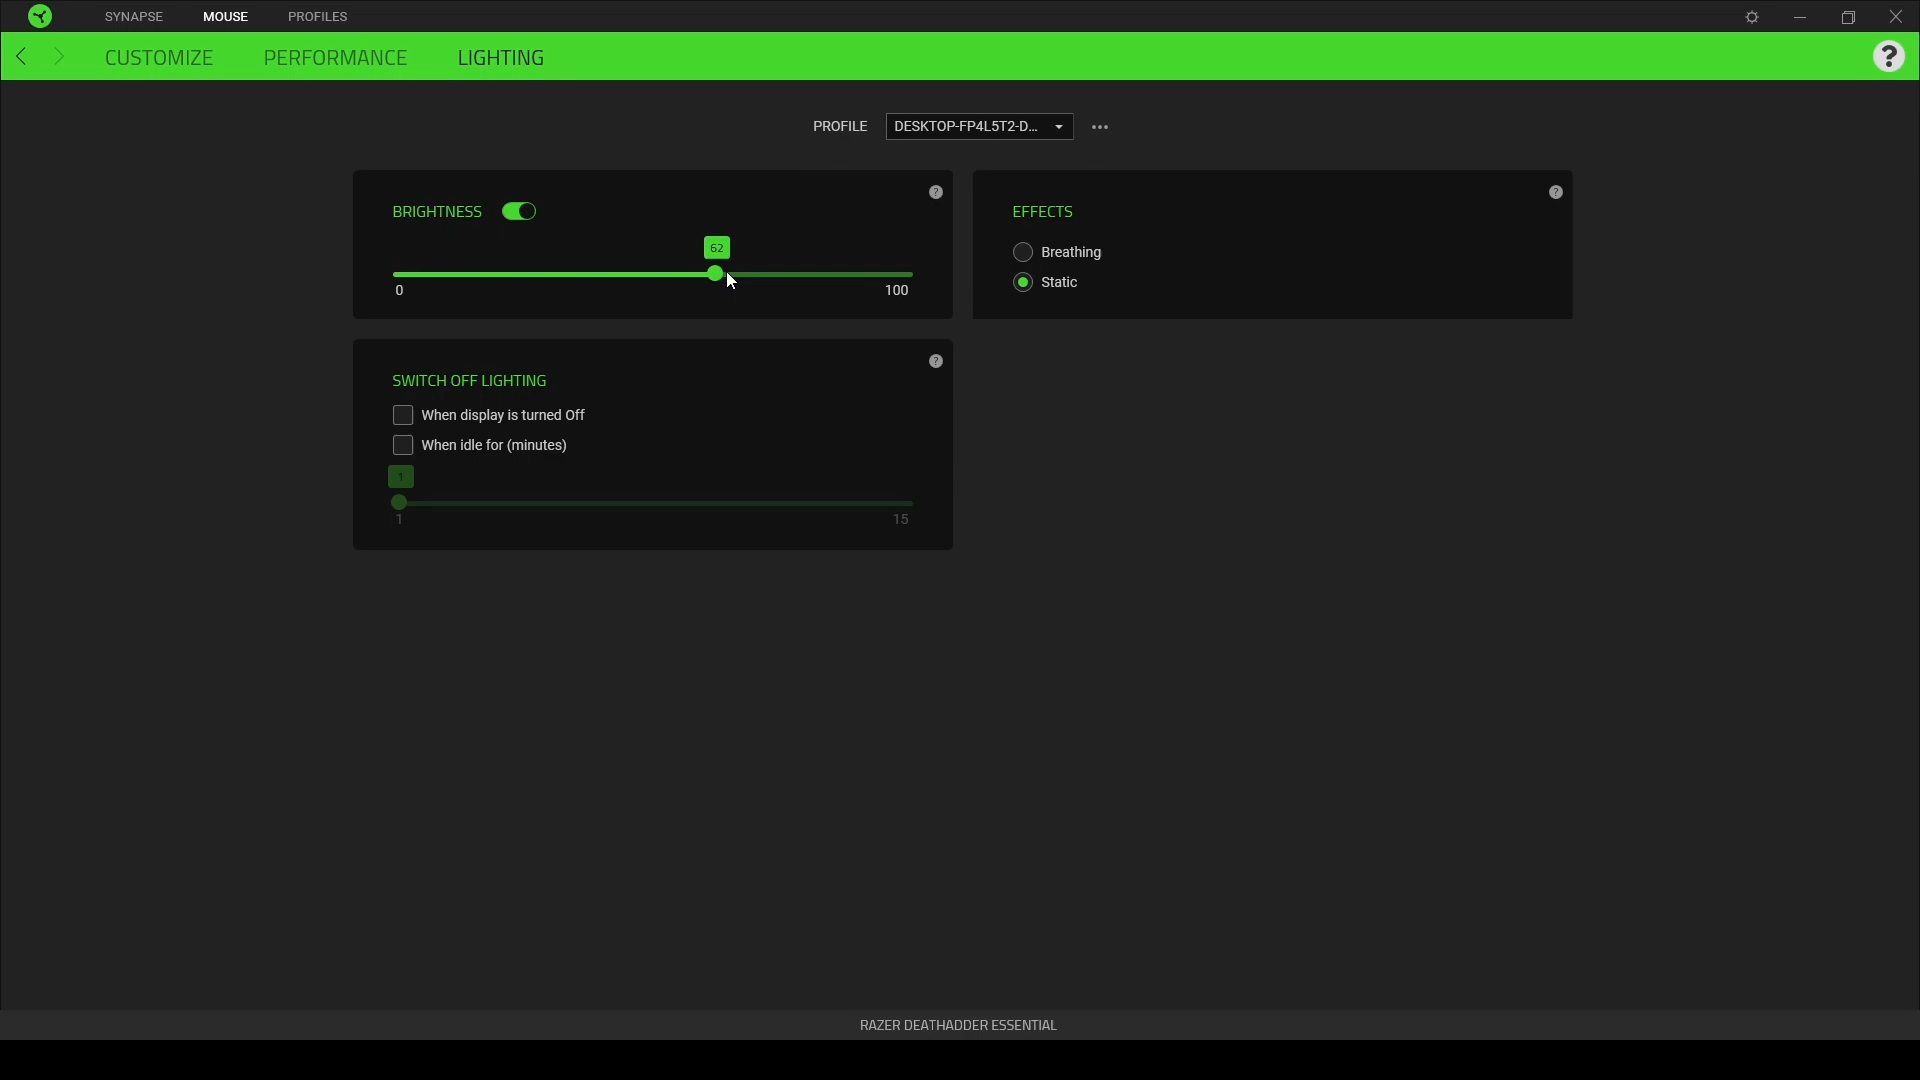 SYNAPSE MOUSE PROFILES
CUSTOMIZE PERFORMANCE LIGHTING ?
PROFILE DESKTOP-FP4L5T2-D... •••
?
BRIGHTNESS
62
0 100
?
EFFECTS
Breathing
Static
?
SWITCH OFF LIGHTING
When display is turned Off
When idle for (minutes)
1
1 15
RAZER DEATHADDER ESSENTIAL